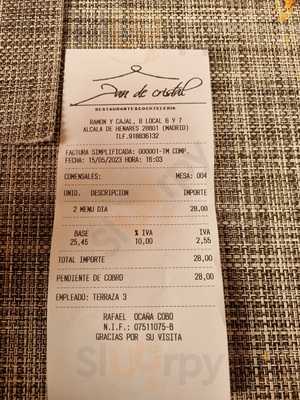 Pan de cristal
RESTAURANTE&COCTELERIA
RAMON Y CAJAL, 8 LOCAL 6 Y 7
ALCALA DE HENARES 28801 (MADRID)
TLF.918836132
FACTURA SIMPLIFICADA: 000001-TM COMP.
FECHA: 15/05/2023 HORA: 16:03
COMENSALES: MESA: 004
UNID. DESCRIPCION IMPORTE
2 MENU DIA 28,00
BASE % IVA IVA
25,45 10,00 2,55
TOTAL IMPORTE 28,00
PENDIENTE DE COBRO 28,00
EMPLEADO: TERRAZA 3
RAFAEL OCAÑA COBO
N.I.F.: 07511075-B
GRACIAS POR SU VISITA
sluurpy